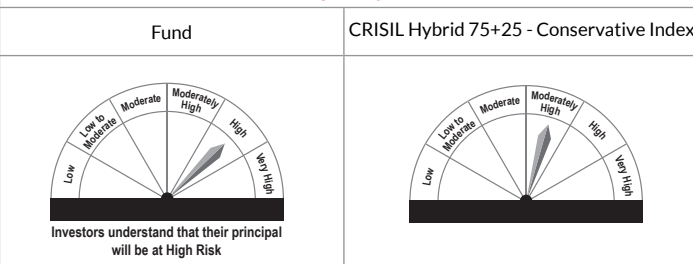 Fund
CRISIL Hybrid 75+25 - Conservative Index
Low
Low to
Moderate
Moderate
Moderately
High
High
Very High
Investors understand that their principal
will be at High Risk
Low
Low to
Moderate
Moderate
Moderately
High
High
Very High